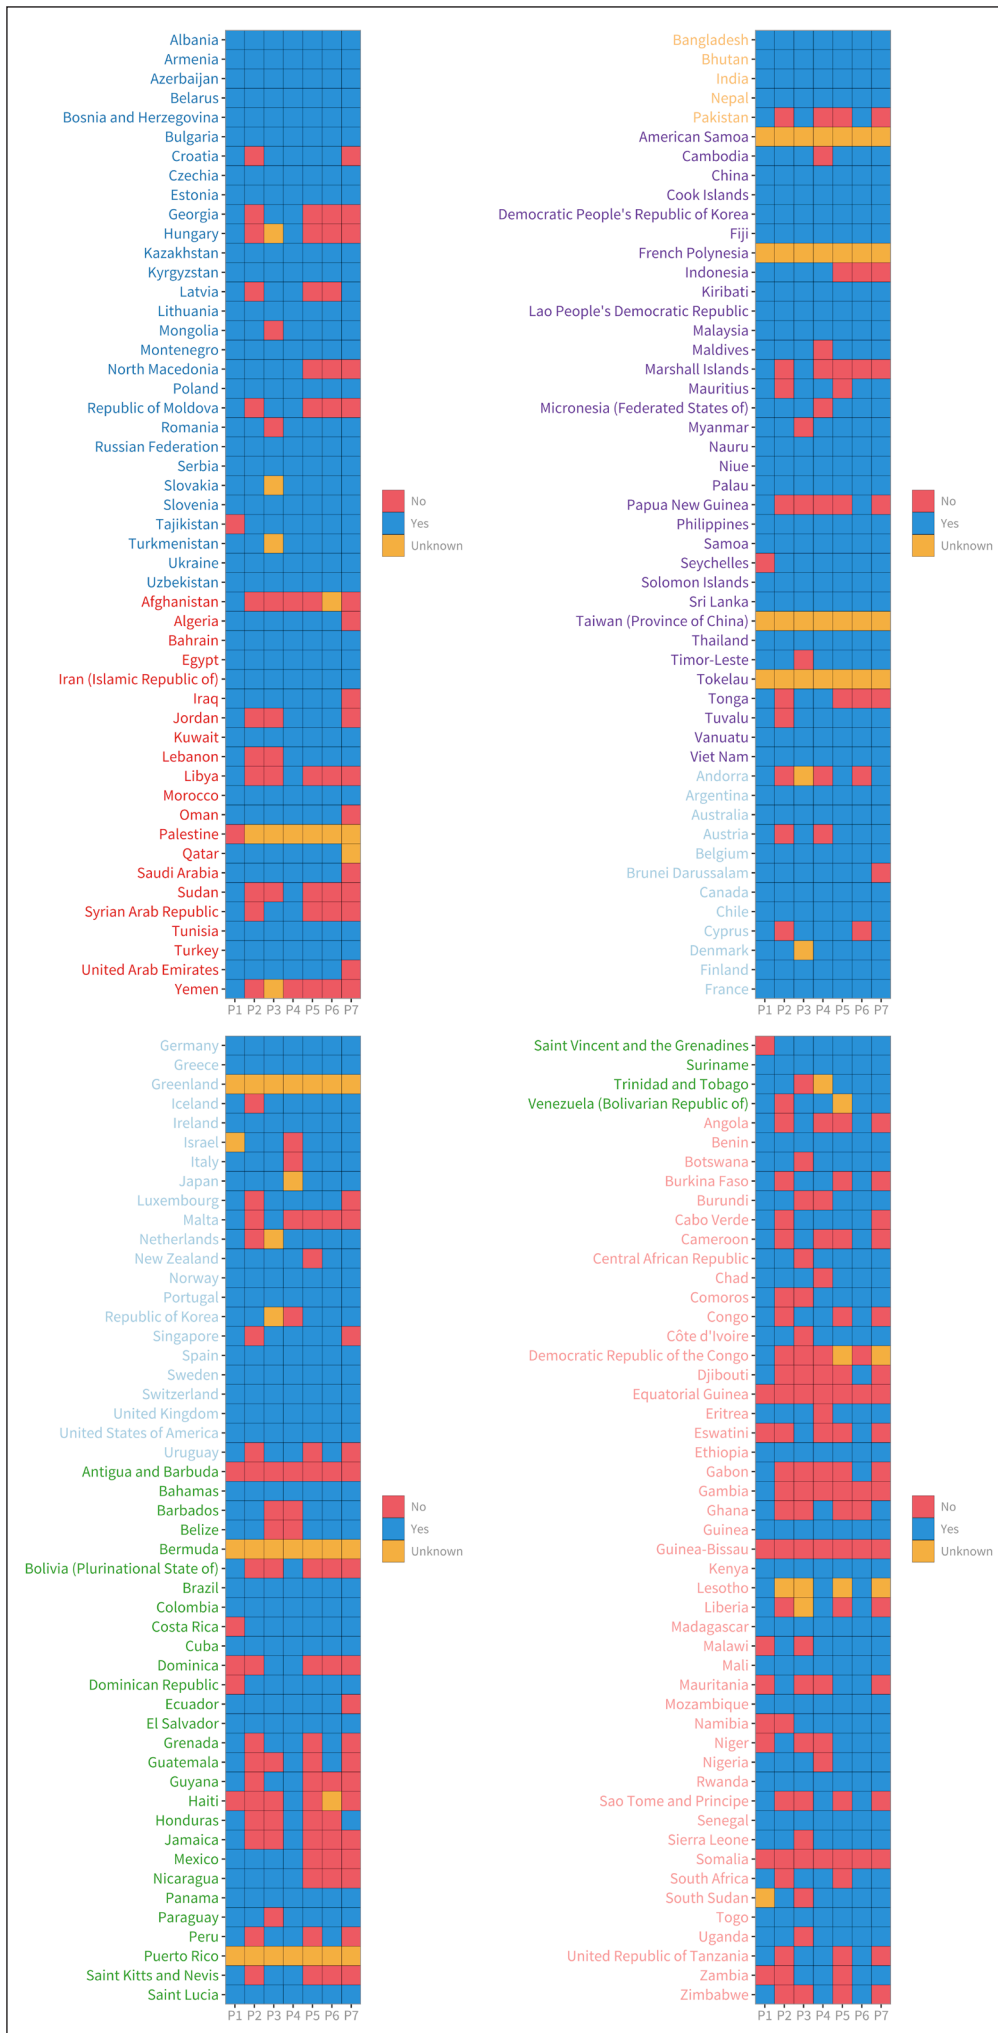 Albania
Armenia
Azerbaijan
Belarus
Bosnia and Herzegovina
Bulgaria
Croatia
Czechia
Estonia
Georgia
Hungary
Kazakhstan
Kyrgyzstan
Latvia
Lithuania
Mongolia
Montenegro
North Macedonia
Poland
Republic of Moldova
Romania
Russian Federation
Serbia
Slovakia
Slovenia
Tajikistan
Turkmenistan
Ukraine
Uzbekistan
Afghanistan
Algeria
Bahrain
Egypt
Iran (Islamic Republic of)
Iraq
Jordan
Kuwait
Lebanon
Libya
Morocco
Oman
Palestine
Qatar
Saudi Arabia
Sudan
Syrian Arab Republic
Tunisia
Turkey
United Arab Emirates
Yemen
P1 P2 P3 P4 P5 P6 P7
No
Yes
Unknown
Bangladesh
Bhutan
India
Nepal
Pakistan
American Samoa
Cambodia
China
Cook Islands
Democratic People's Republic of Korea
Fiji
French Polynesia
Indonesia
Kiribati
Lao People's Democratic Republic
Malaysia
Maldives
Marshall Islands
Mauritius
Micronesia (Federated States of)
Myanmar
Nauru
Niue
Palau
Papua New Guinea
Philippines
Samoa
Seychelles
Solomon Islands
Sri Lanka
Taiwan (Province of China)
Thailand
Timor-Leste
Tokelau
Tonga
Tuvalu
Vanuatu
Viet Nam
Andorra
Argentina
Australia
Austria
Belgium
Brunei Darussalam
Canada
Chile
Cyprus
Denmark
Finland
France
P1 P2 P3 P4 P5 P6 P7
No
Yes
Unknown
Germany
Greece
Greenland
Iceland
Ireland
Israel
Italy
Japan
Luxembourg
Malta
Netherlands
New Zealand
Norway
Portugal
Republic of Korea
Singapore
Spain
Sweden
Switzerland
United Kingdom
United States of America
Uruguay
Antigua and Barbuda
Bahamas
Barbados
Belize
Bermuda
Bolivia (Plurinational State of)
Brazil
Colombia
Costa Rica
Cuba
Dominica
Dominican Republic
Ecuador
El Salvador
Grenada
Guatemala
Guyana
Haiti
Honduras
Jamaica
Mexico
Nicaragua
Panama
Paraguay
Peru
Puerto Rico
Saint Kitts and Nevis
Saint Lucia
P1 P2 P3 P4 P5 P6 P7
No
Yes
Unknown
Saint Vincent and the Grenadines
Suriname
Trinidad and Tobago
Venezuela (Bolivarian Republic of)
Angola
Benin
Botswana
Burkina Faso
Burundi
Cabo Verde
Cameroon
Central African Republic
Chad
Comoros
Congo
Côte d'Ivoire
Democratic Republic of the Congo
Djibouti
Equatorial Guinea
Eritrea
Eswatini
Ethiopia
Gabon
Gambia
Ghana
Guinea
Guinea-Bissau
Kenya
Lesotho
Liberia
Madagascar
Malawi
Mali
Mauritania
Mozambique
Namibia
Niger
Nigeria
Rwanda
Sao Tome and Principe
Senegal
Sierra Leone
Somalia
South Africa
South Sudan
Togo
Uganda
United Republic of Tanzania
Zambia
Zimbabwe
P1 P2 P3 P4 P5 P6 P7
No
Yes
Unknown